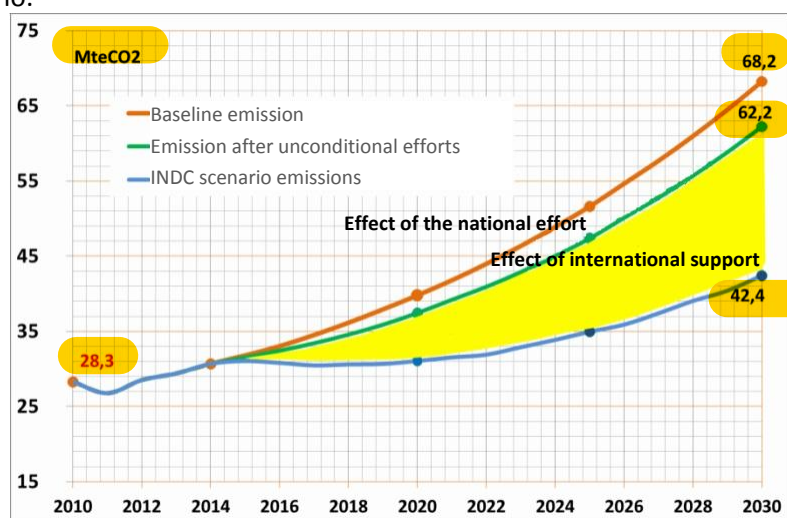 75
MteCO2
68,2
65
62,2
Baseline emission
Emission after unconditional efforts
INDC scenario emissions
55
Effect of the national effort
45
Effect of international support
42,4
35
28,3
25
15
2010 2012 2014 2016 2018 2020 2022 2024 2026 2028 2030